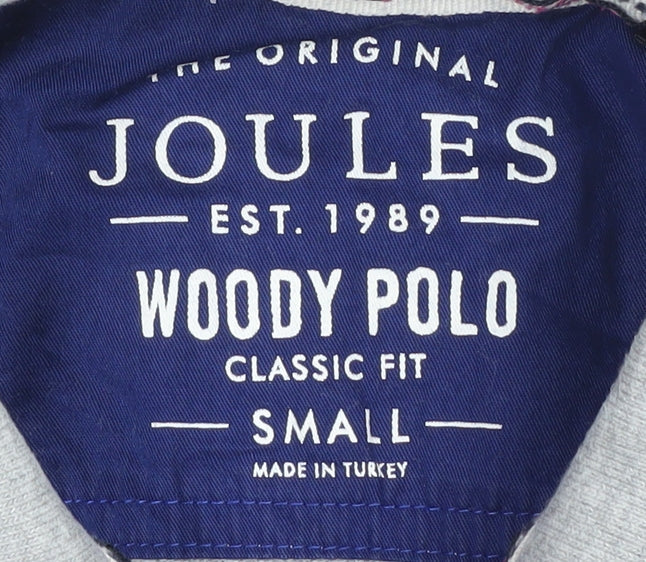 THE ORIGINAL
JOULES
EST. 1989
WOODY POLO
CLASSIC FIT
SMALL
MADE IN TURKEY